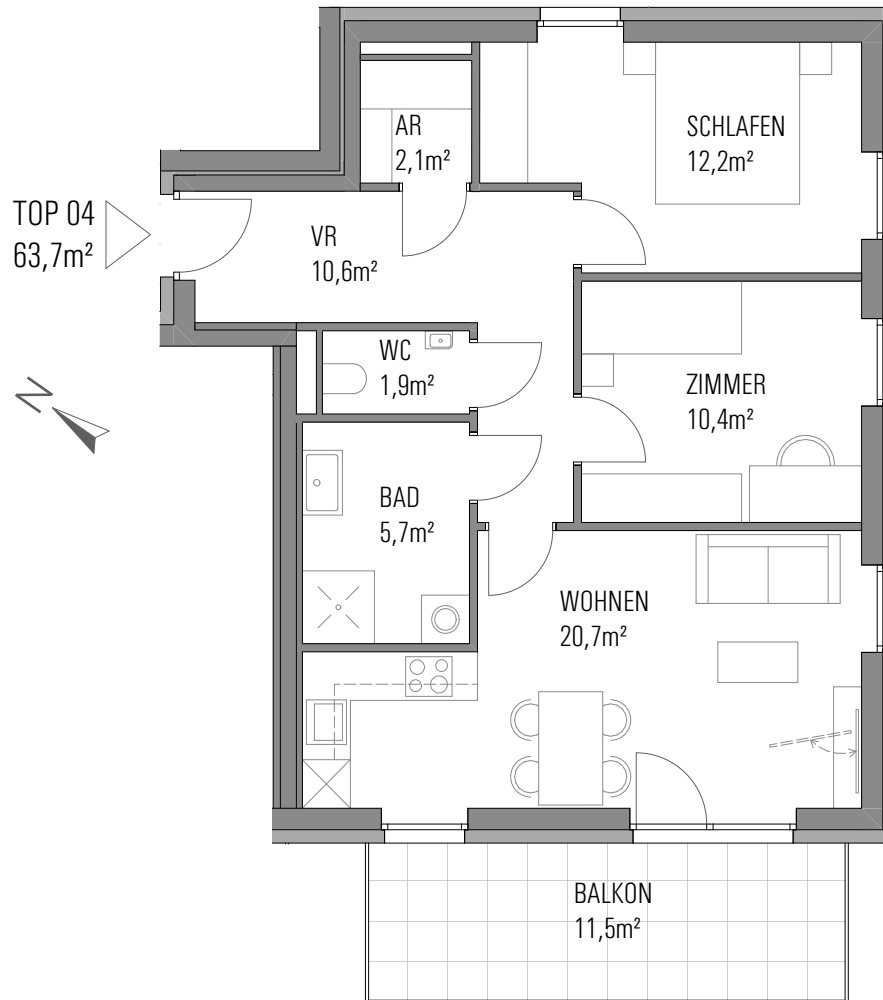 AR
2,1m²
SCHLAFEN
12,2m²
TOP 04
63,7m²
VR
10,6m²
WC
1,9m²
ZIMMER
10,4m²
N
BAD
5,7m²
WOHNEN
20,7m²
BALKON
11,5m²